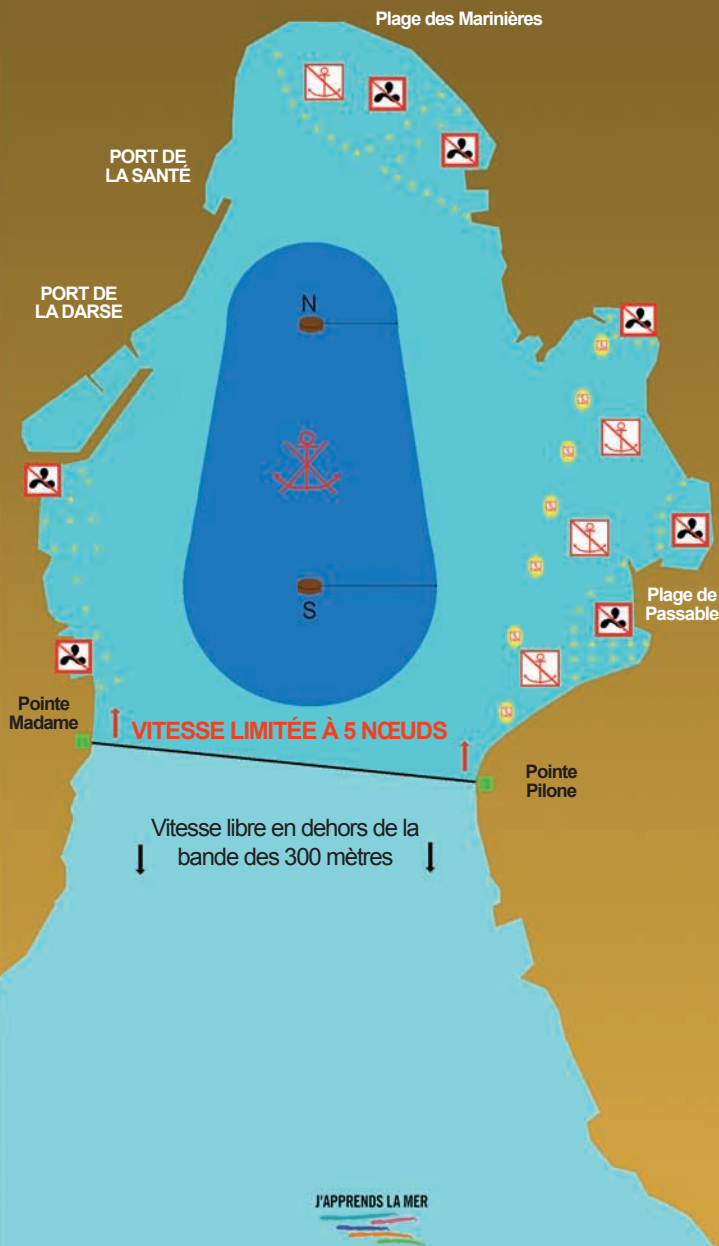 Plage des Marinières
PORT DE
LA SANTÉ
PORT DE
LA DARSE
N
S
Plage de
Passable
Pointe
Madame
VITESSE LIMITÉE À 5 NŒUDS
Pointe
Pilone
Vitesse libre en dehors de la
bande des 300 mètres
J'APPRENDS LA MER